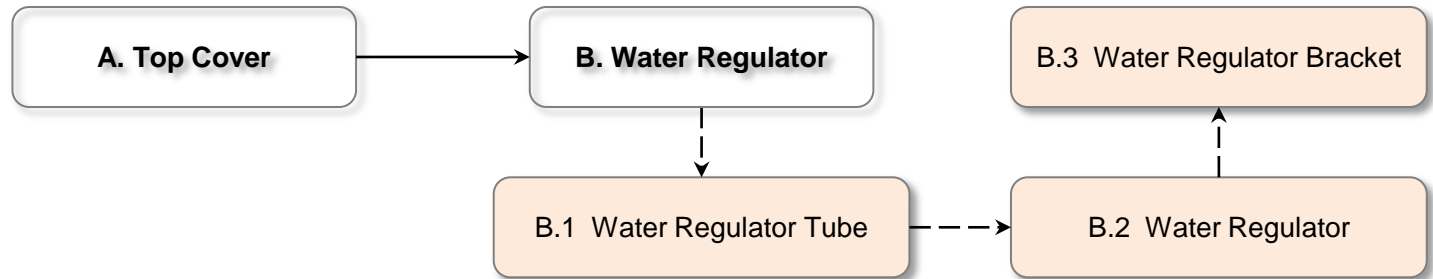 A. Top Cover
B. Water Regulator
B.3  Water Regulator Bracket
B.1  Water Regulator Tube
B.2  Water Regulator